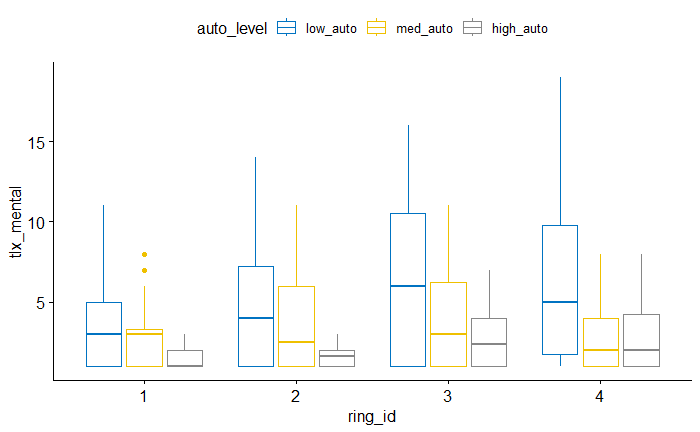 auto_level low_auto med_auto high_auto
tlx_mental
15
10
5
1 2 3 4
ring_id